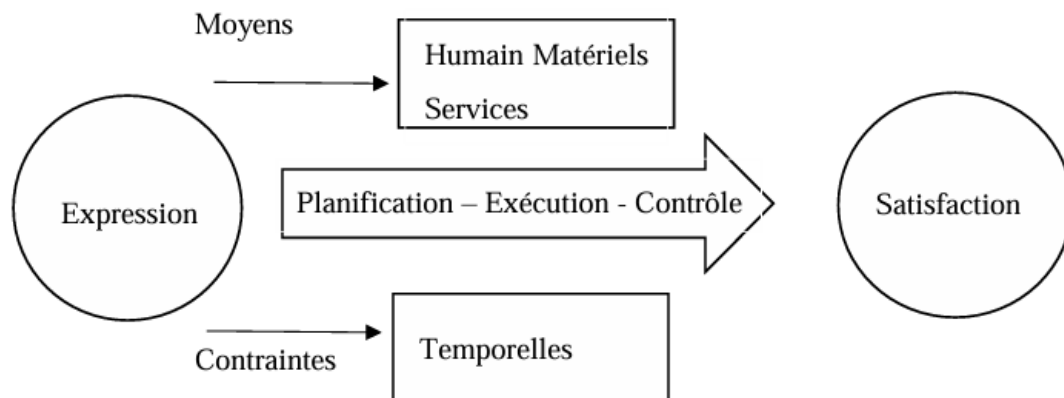 Moyens
Humain Matériels
Services
Expression
Planification – Exécution - Contrôle
Satisfaction
Contraintes
Temporelles